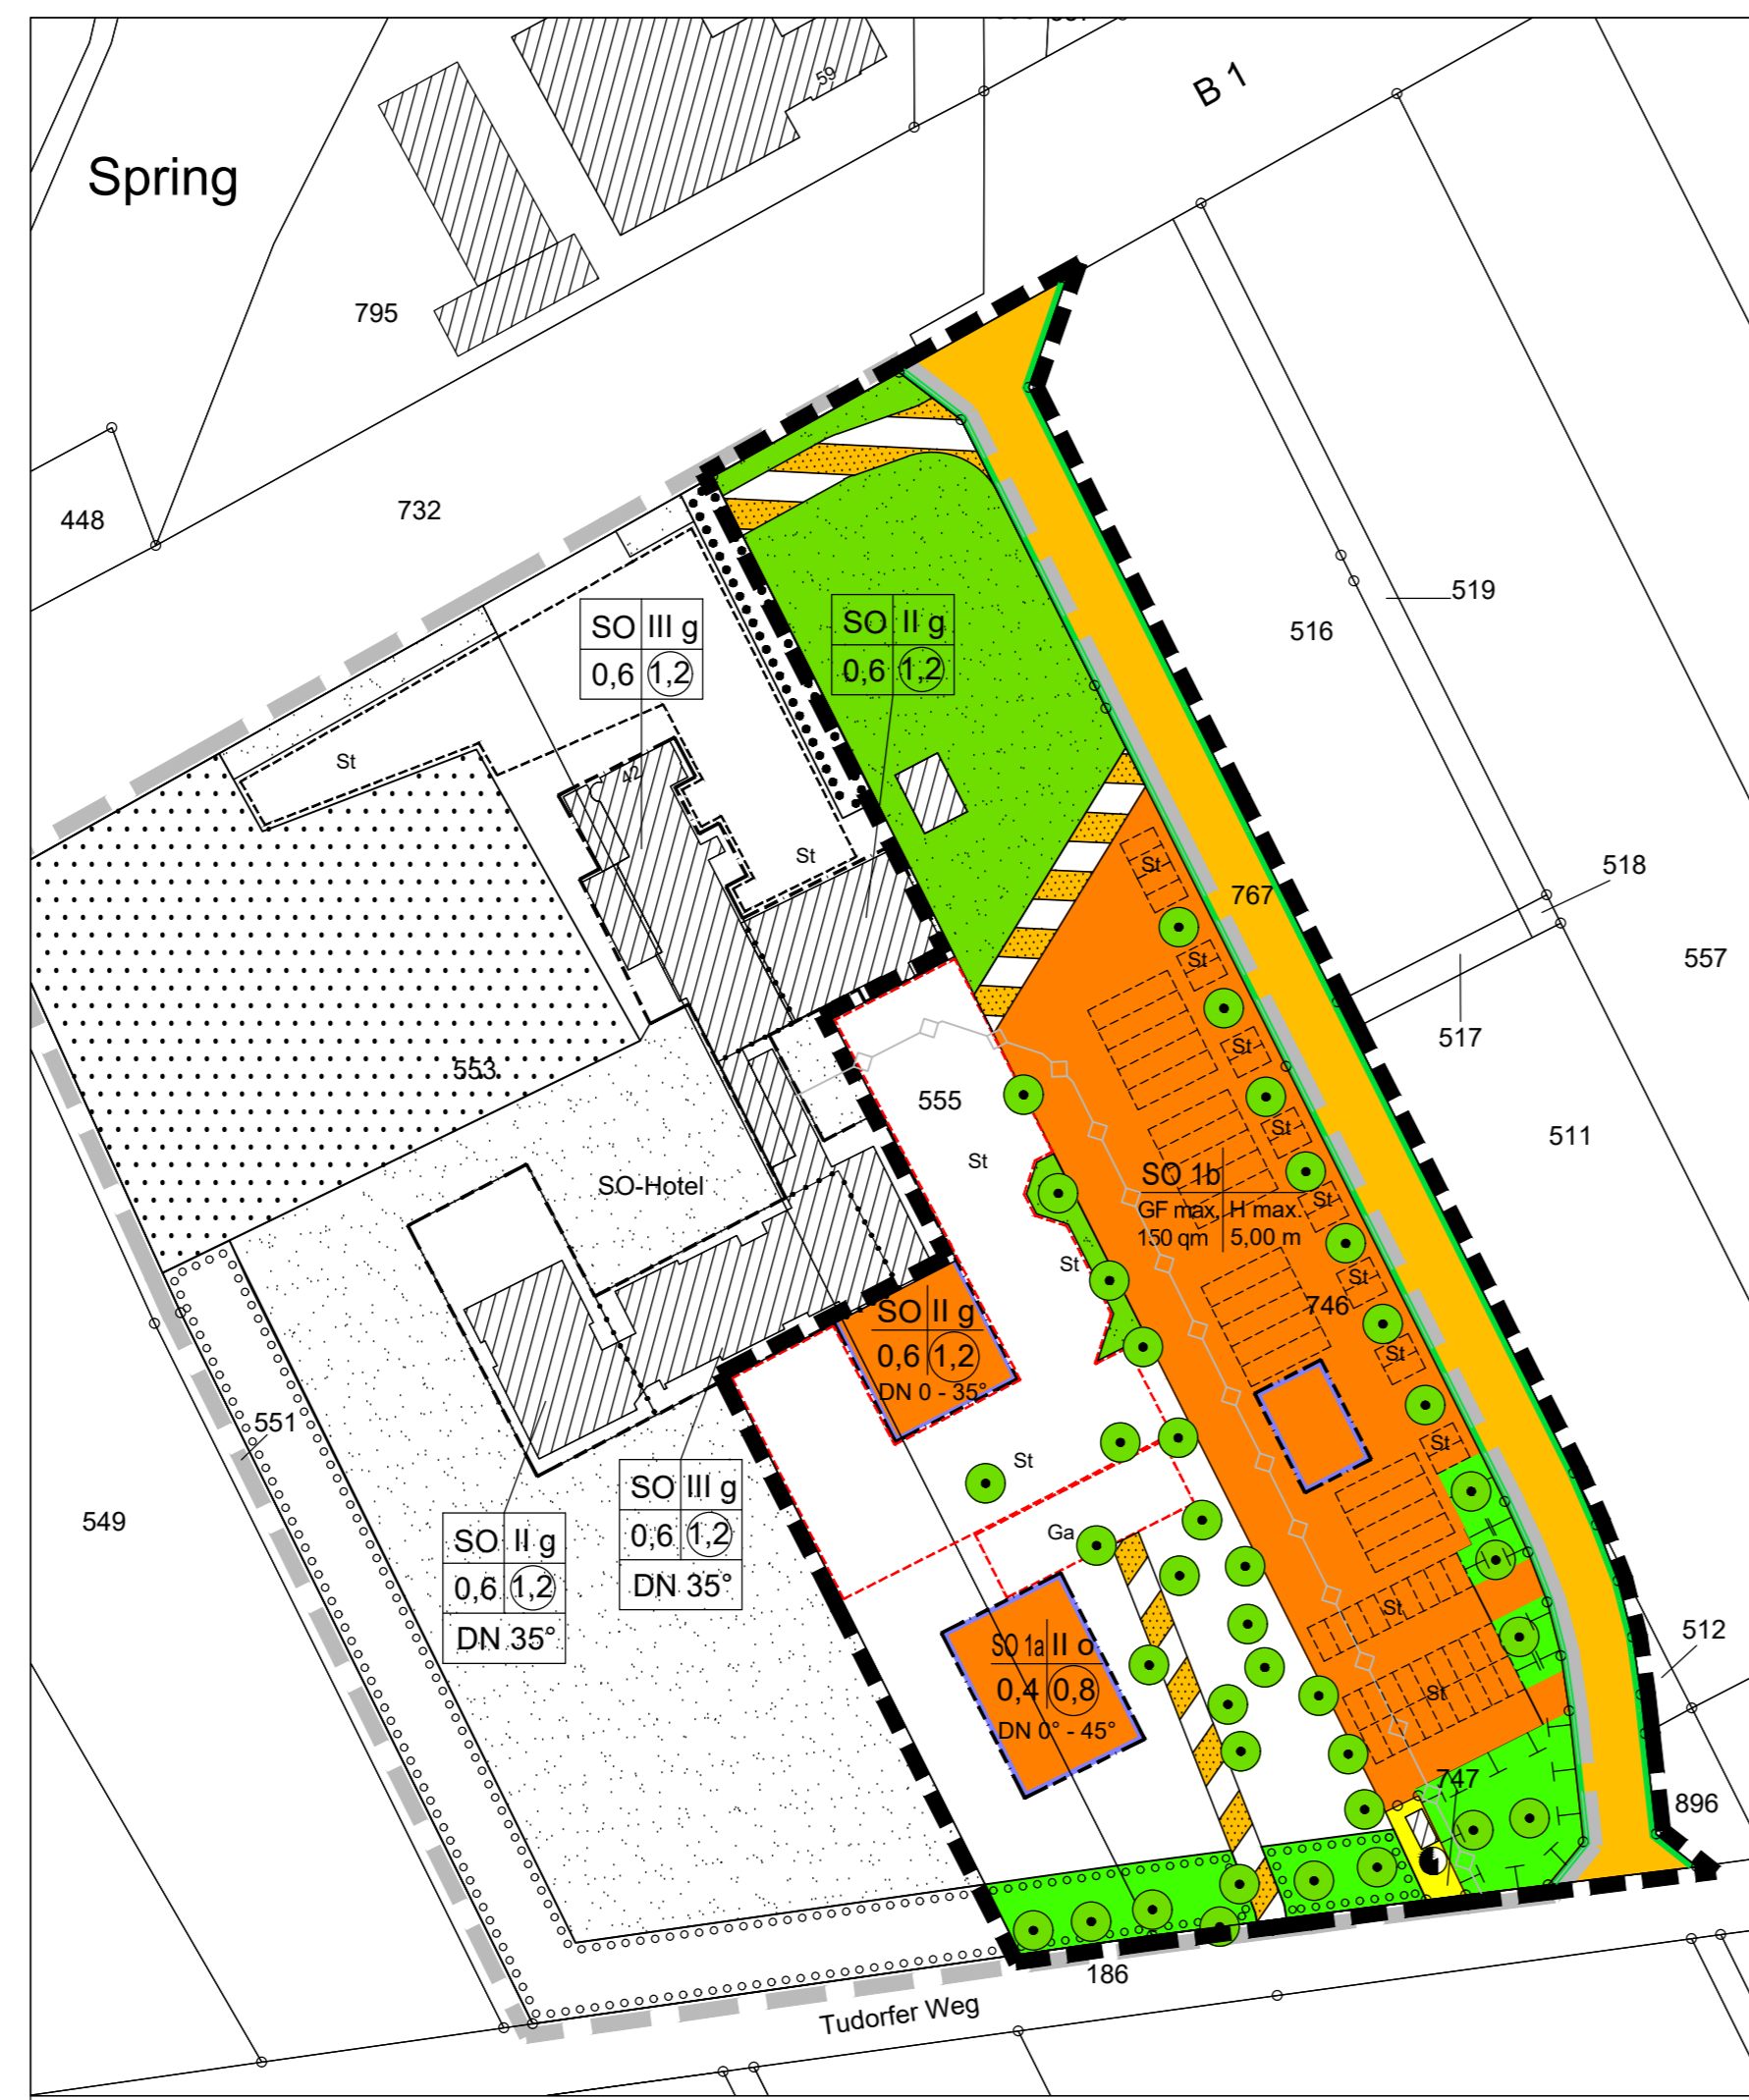 B 1
59
Spring
795
448
732
519
516
SO III g
0,6 1,2
SO II g
0,6 1,2
St
42
St
St
767
518
557
St
517
553
St
555
511
St
St
SO-Hotel
SO 1b
GF max. H max.
150 qm 5,00 m
St
St
St
746
SO II g
0,6 1,2
DN 0 - 35°
St
551
St
St
549
SO III g
0,6 1,2
DN 35°
SO II g
0,6 1,2
DN 35°
Ga
St
SO 1a II o
0,4 0,8
DN 0° - 45°
512
St
747
896
186
Tudorfer Weg